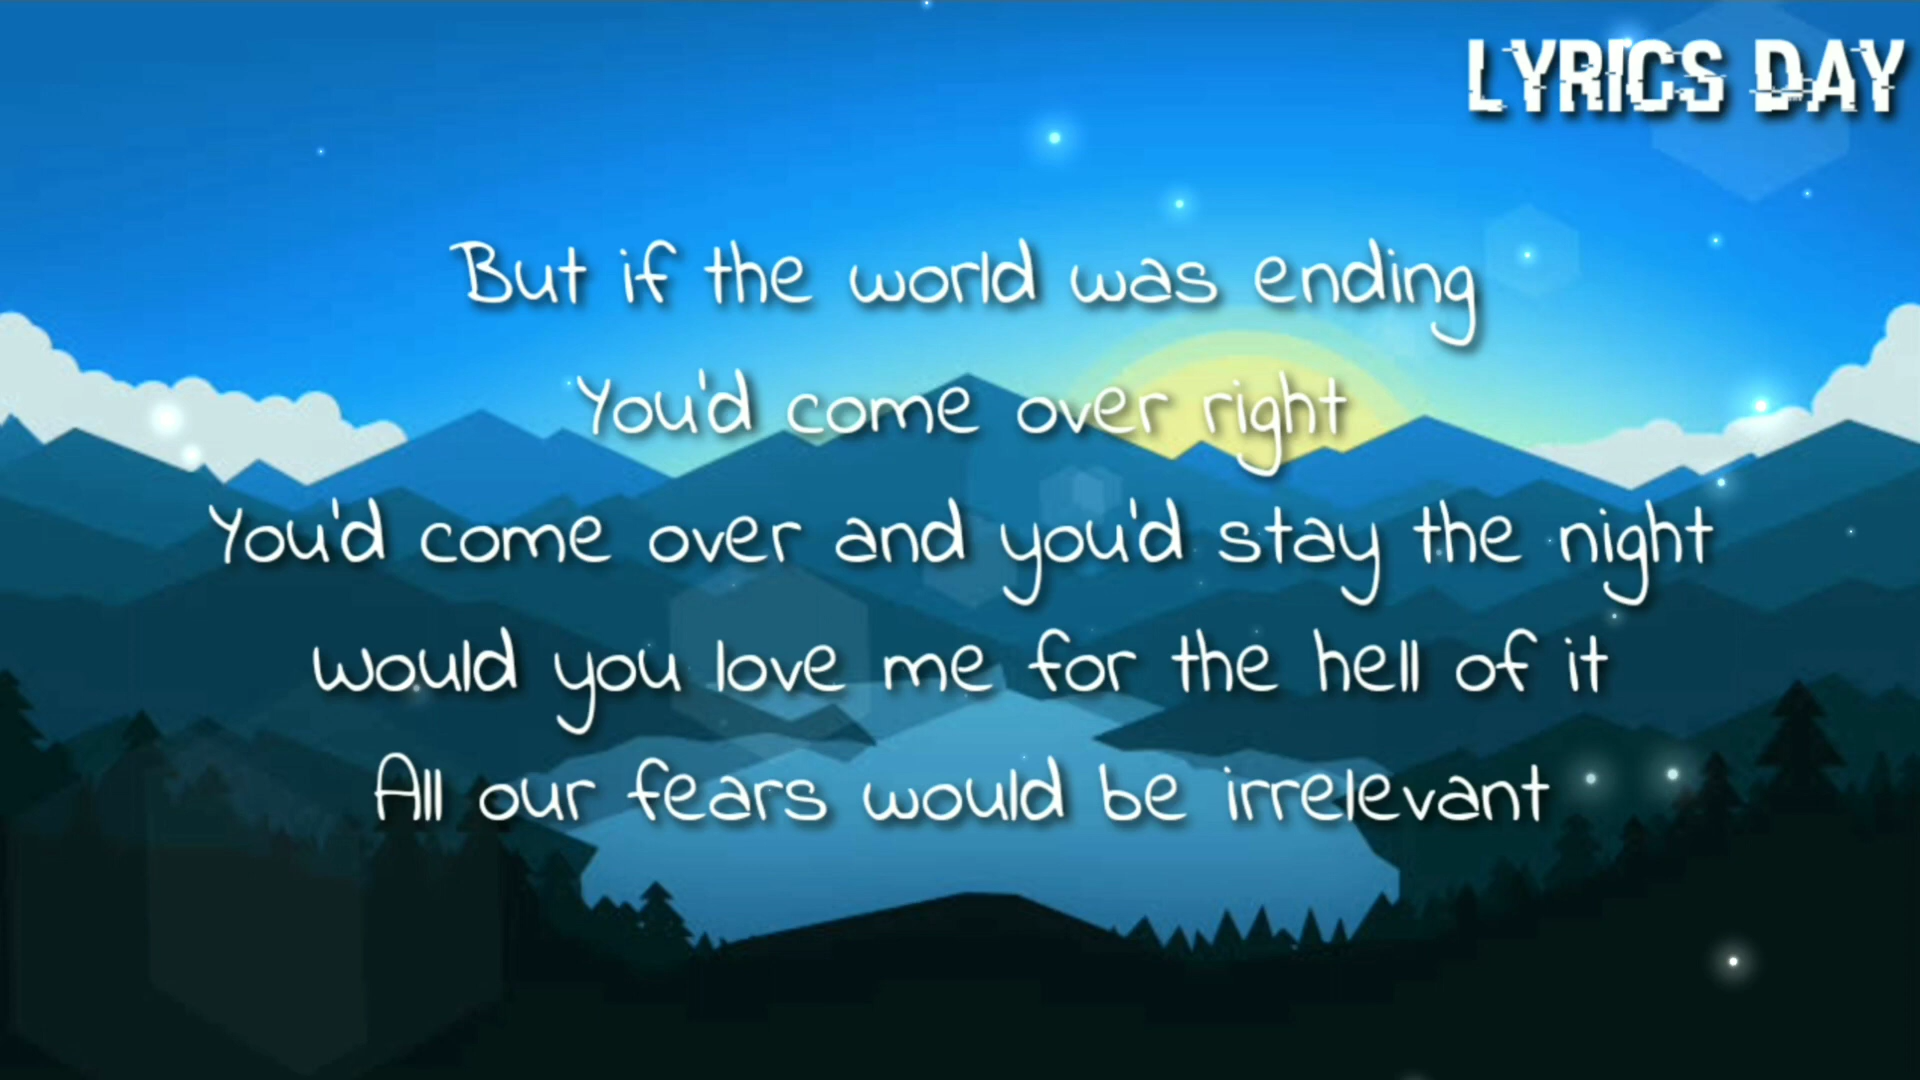 LYRICS DAY
But if the world was ending
You'd come over right
You'd come over and you'd stay the night
Would you love me for the hell of it
All our fears would be irrelevant